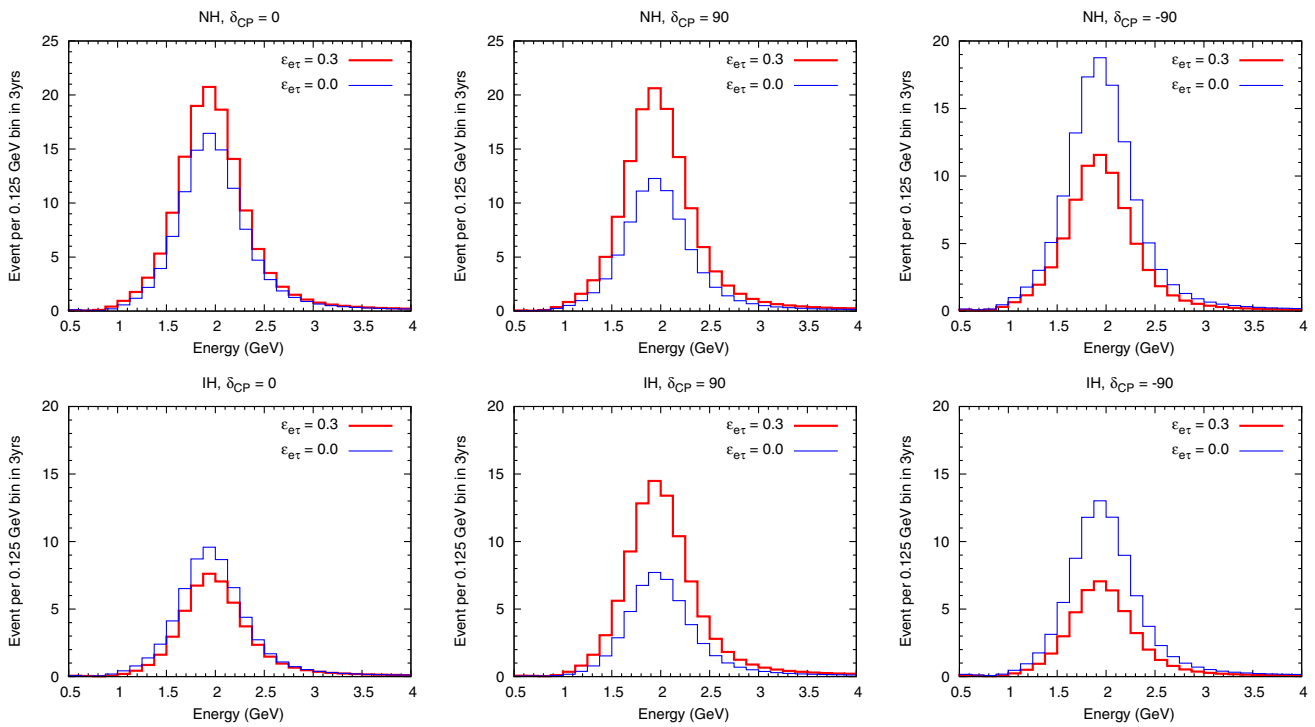 NH, δCP = 0
25
20
15
10
5
0
0.5 1 1.5 2 2.5 3 3.5 4
Event per 0.125 GeV bin in 3yrs
Energy (GeV)
εeτ = 0.3
εeτ = 0.0
NH, δCP = 90
25
20
15
10
5
0
0.5 1 1.5 2 2.5 3 3.5 4
Event per 0.125 GeV bin in 3yrs
Energy (GeV)
εeτ = 0.3
εeτ = 0.0
NH, δCP = -90
20
15
10
5
0
0.5 1 1.5 2 2.5 3 3.5 4
Event per 0.125 GeV bin in 3yrs
Energy (GeV)
εeτ = 0.3
εeτ = 0.0
IH, δCP = 0
20
15
10
5
0
0.5 1 1.5 2 2.5 3 3.5 4
Event per 0.125 GeV bin in 3yrs
Energy (GeV)
εeτ = 0.3
εeτ = 0.0
IH, δCP = 90
20
15
10
5
0
0.5 1 1.5 2 2.5 3 3.5 4
Event per 0.125 GeV bin in 3yrs
Energy (GeV)
εeτ = 0.3
εeτ = 0.0
IH, δCP = -90
20
15
10
5
0
0.5 1 1.5 2 2.5 3 3.5 4
Event per 0.125 GeV bin in 3yrs
Energy (GeV)
εeτ = 0.3
εeτ = 0.0